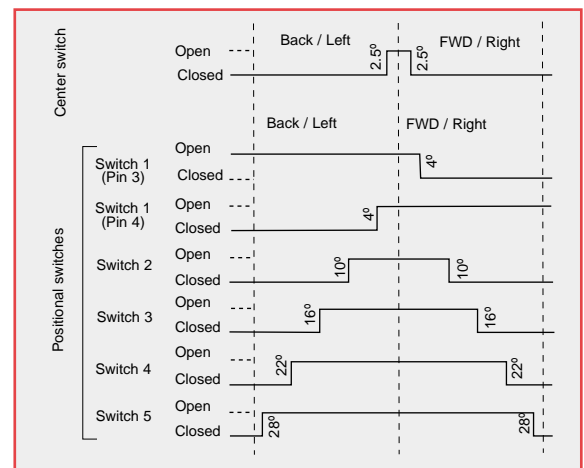 Center switch
Open
Closed
Back / Left
FWD / Right
2.5º
2.5º
Back / Left
FWD / Right
Positional switches
Switch 1
(Pin 3)
Open
Closed
4º
Switch 1
(Pin 4)
Open
Closed
4º
Switch 2
Open
Closed
10º
10º
Switch 3
Open
Closed
16º
16º
Switch 4
Open
Closed
22º
22º
Switch 5
Open
Closed
28º
28º